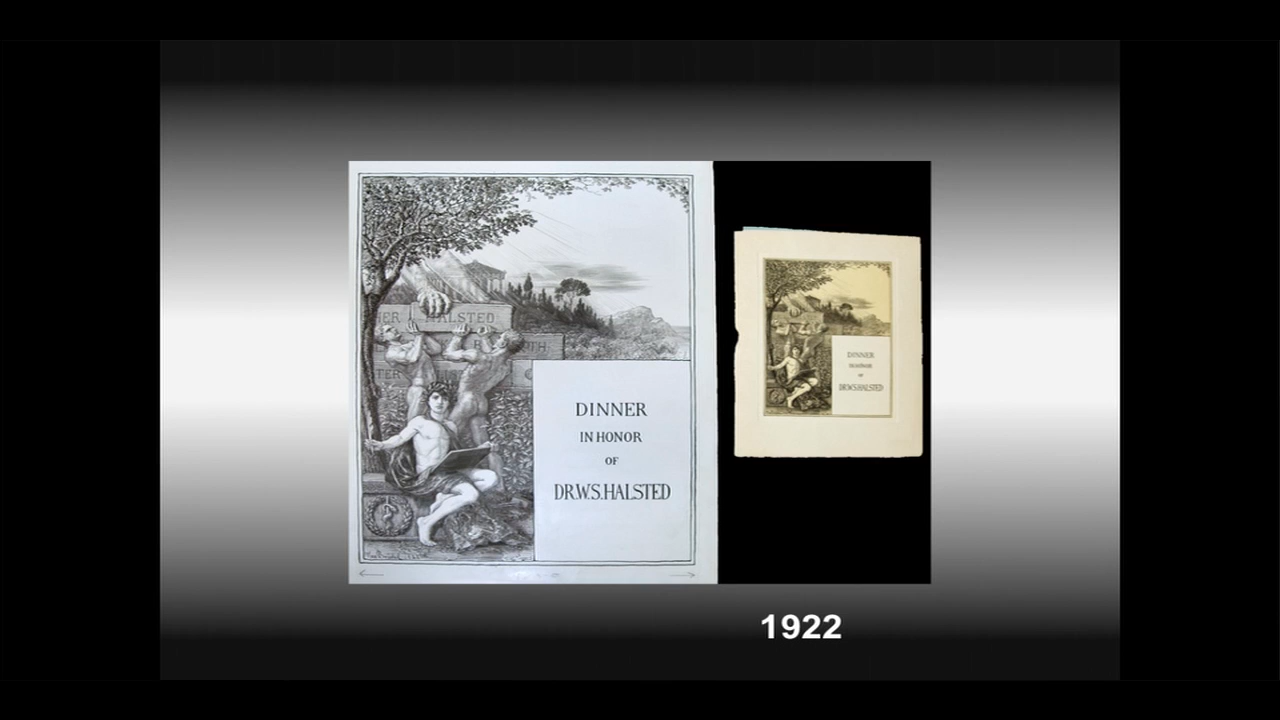 HALSTED
DINNER
IN HONOR
OF
DR.W.S.HALSTED
DINNER
IN HONOR
OF
DR.W.S.HALSTED
1922